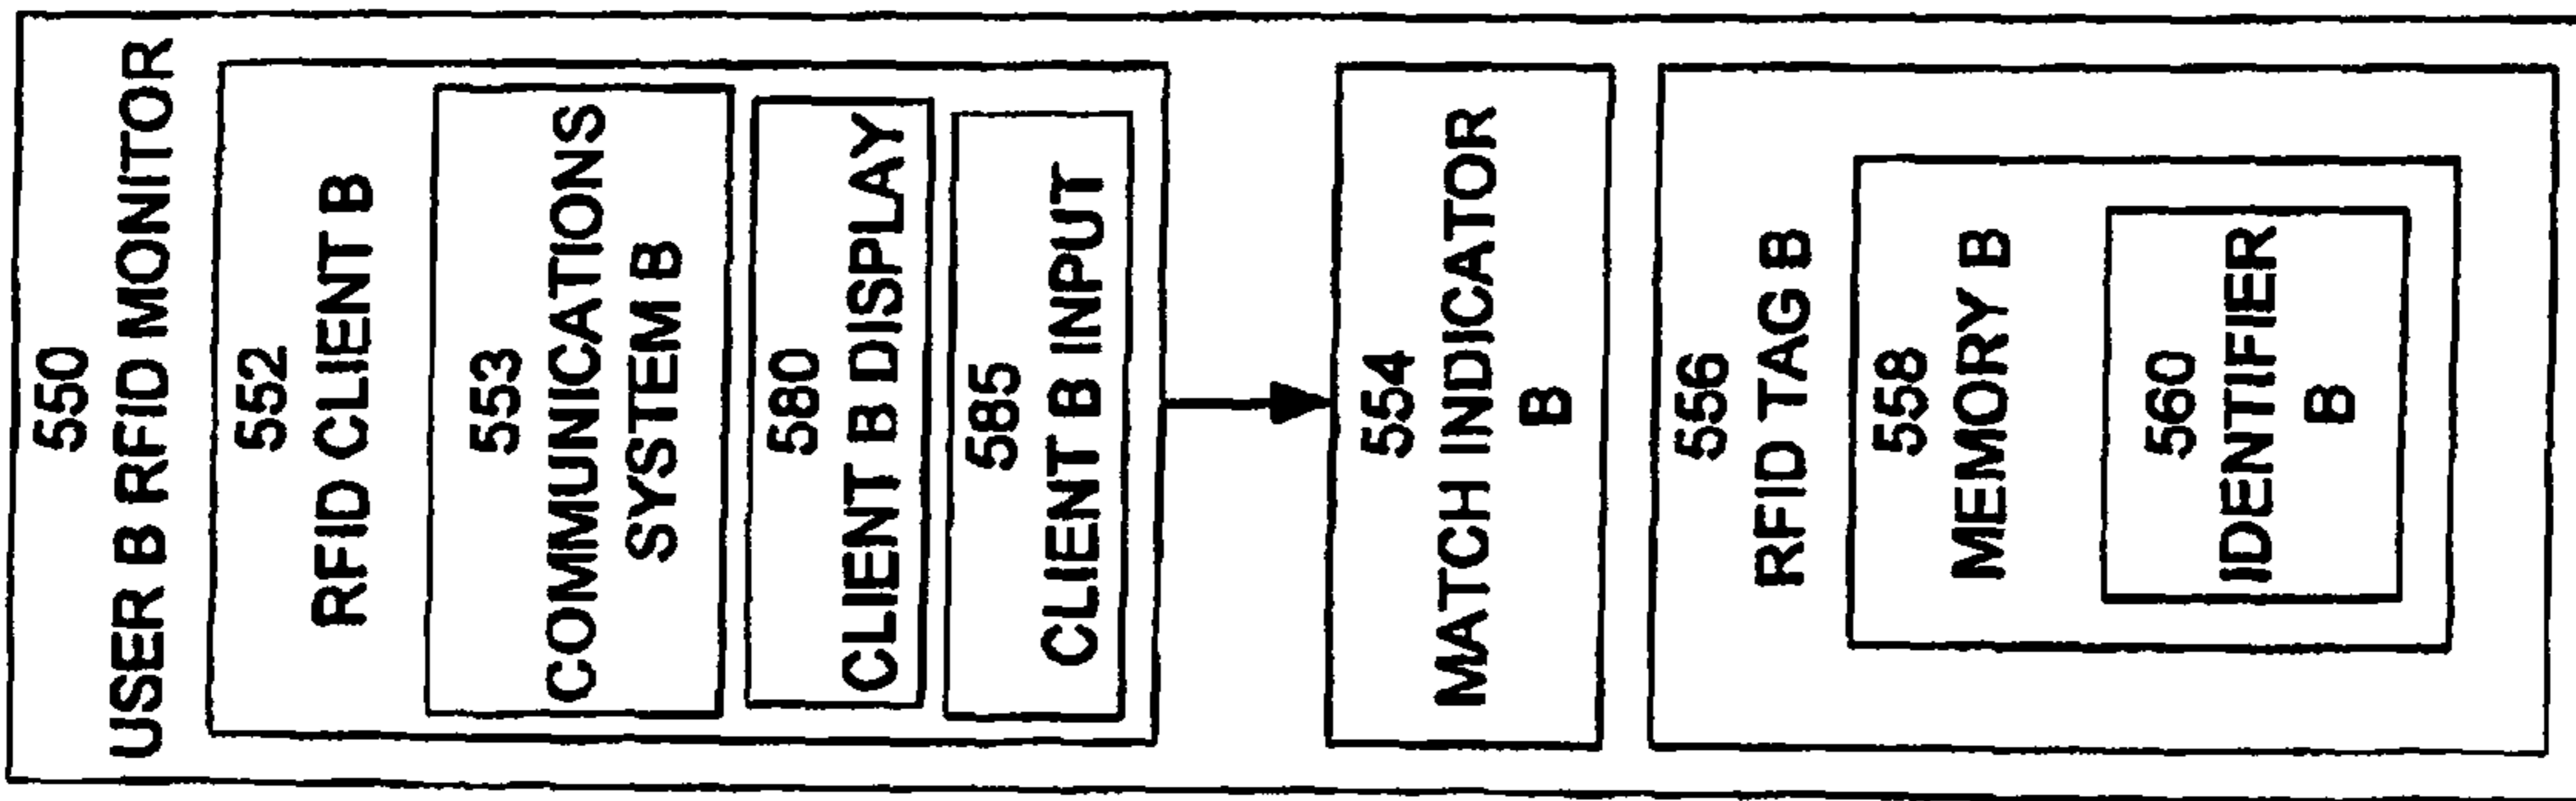 550
USER B RFID MONITOR
552
RFID CLIENT B
553
COMMUNICATIONS
SYSTEM B
580
CLIENT B DISPLAY
585
CLIENT B INPUT
554
MATCH INDICATOR
B
556
RFID TAG B
558
MEMORY B
560
IDENTIFIER
B